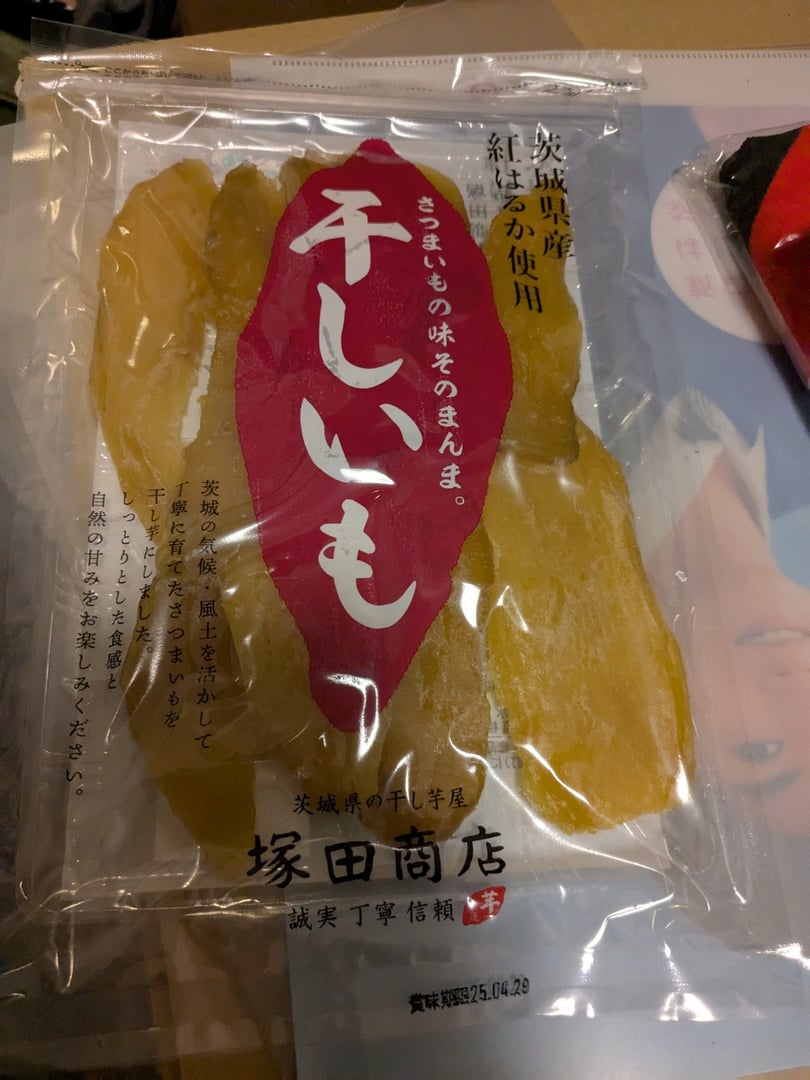 茨城県産
紅はるか使用
さつまいもの味そのまんま。
干しいも
茨城の気候・風土を活かして
丁寧に育てたさつまいもを
干し芋にしました。
しっとりとした食感と
自然の甘みをお楽しみください。
茨城県の干し芋屋
塚田商店
誠実 丁寧 信頼
芋
賞味期限25.04.29